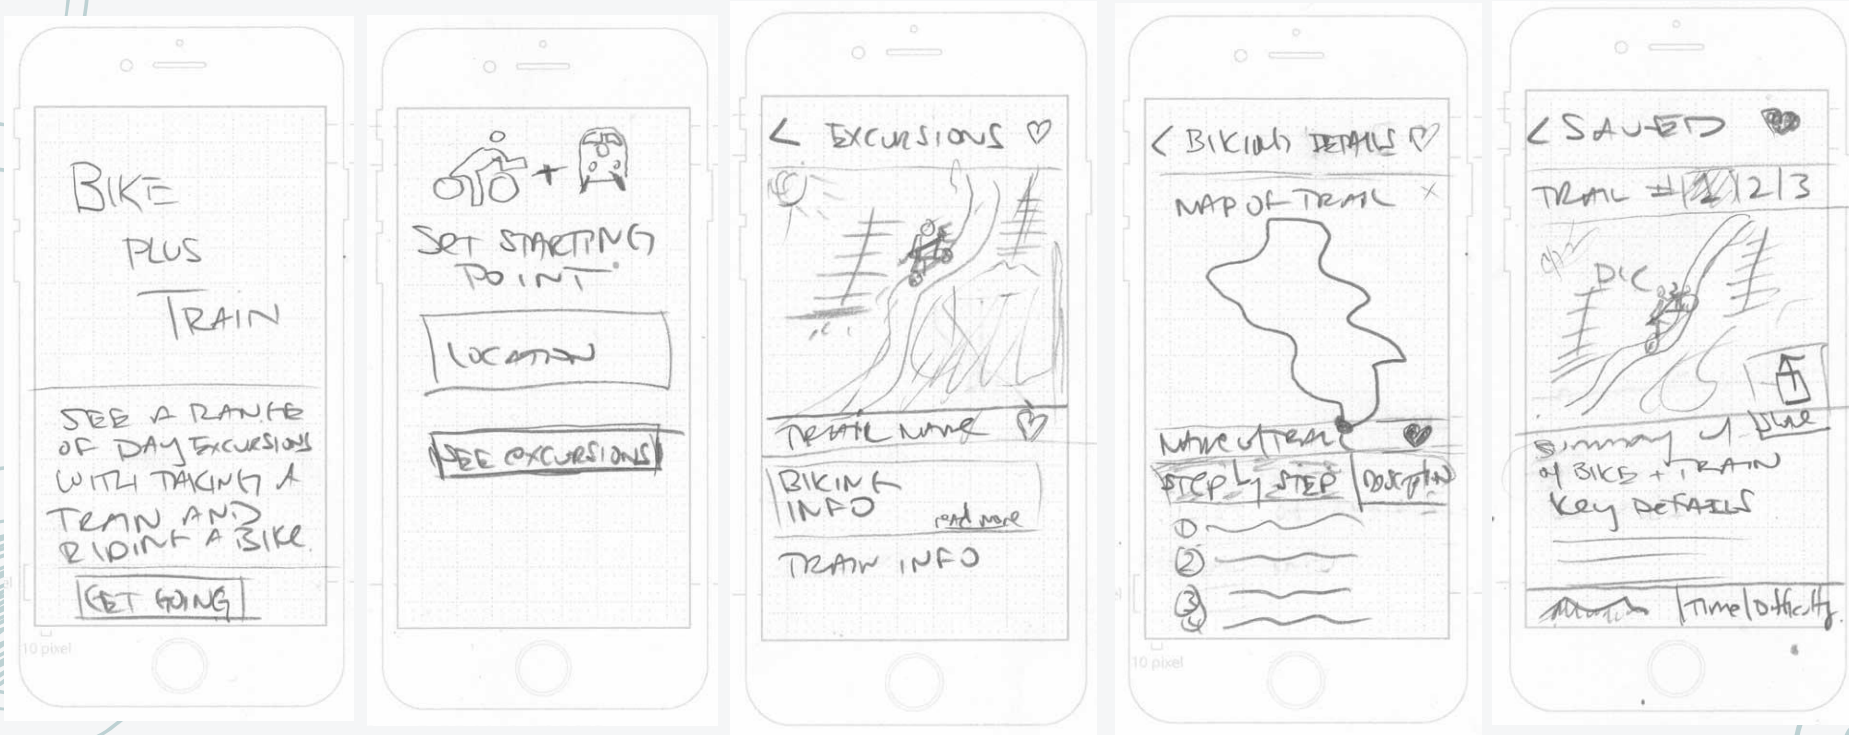 BIKE
PLUS
TRAIN
SEE A RANGE
OF DAY EXCURSIONS
WITH TAKING A
TRAIN AND
RIDING A BIKE.
GET GOING
10 pixel
+
SET STARTING
POINT
LOCATION
SEE EXCURSIONS
< EXCURSIONS
TRAIL NAME
BIKING
INFO
read more
TRAIN INFO
< BIKING DETAILS
MAP OF TRAIL X
NAME of TRAIL
STEP by STEP | Description
1
2
3
4
10 pixel
< SAVED
TRAIL # 1 | 2 | 3
PIC
Summary of
of BIKE + TRAIN
Key DETAILS
Time | Difficulty